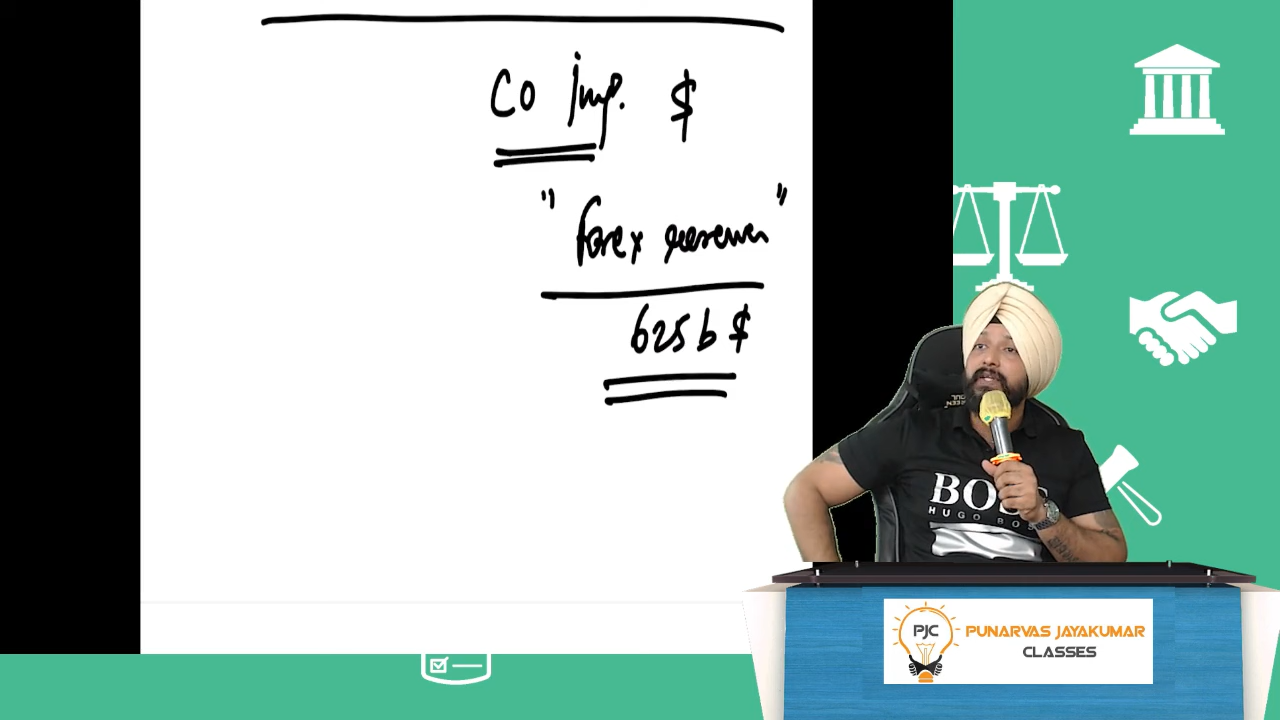 CO imp. $
"Forex reserves"
625 b $
BOSS
HUGO BOSS
PJC
PUNARVAS JAYAKUMAR
CLASSES